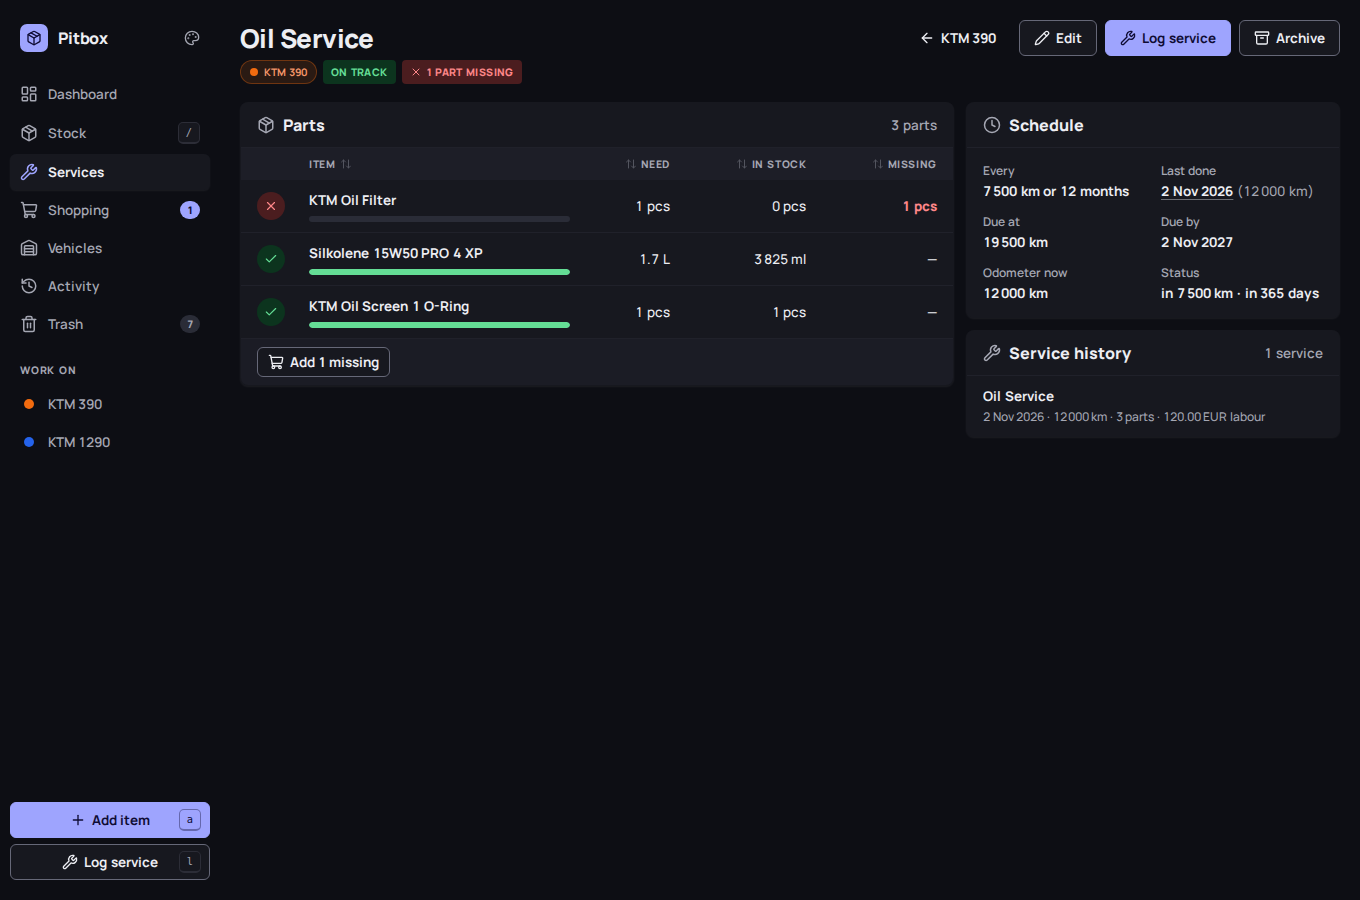 Pitbox
Dashboard
Stock /
Services
Shopping 1
Vehicles
Activity
Trash 7
WORK ON
KTM 390
KTM 1290
Add item a
Log service l
Oil Service
KTM 390 ON TRACK 1 PART MISSING
KTM 390 Edit Log service Archive
Parts 3 parts
ITEM NEED IN STOCK MISSING
KTM Oil Filter 1 pcs 0 pcs 1 pcs
Silkolene 15W50 PRO 4 XP 1.7 L 3 825 ml –
KTM Oil Screen 1 O-Ring 1 pcs 1 pcs –
Add 1 missing
Schedule
Every Last done
7 500 km or 12 months 2 Nov 2026 (12 000 km)
Due at Due by
19 500 km 2 Nov 2027
Odometer now Status
12 000 km in 7 500 km · in 365 days
Service history 1 service
Oil Service
2 Nov 2026 · 12 000 km · 3 parts · 120.00 EUR labour